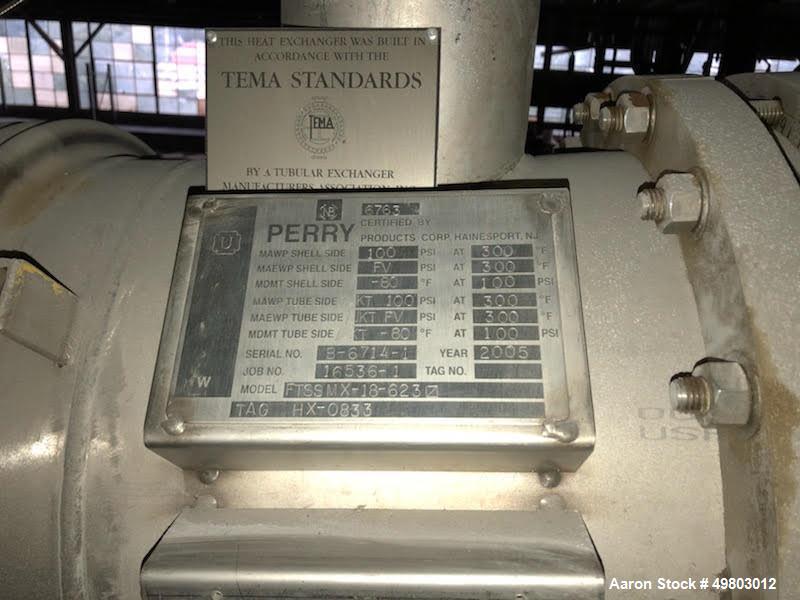 THIS HEAT EXCHANGER WAS BUILT IN
ACCORDANCE WITH THE
TEMA STANDARDS
TEMA
BY A TUBULAR EXCHANGER
MANUFACTURERS ASSOCIATION, INC.
18 6763
CERTIFIED BY
U PERRY PRODUCTS CORP, HAINESPORT, NJ
MAWP SHELL SIDE 100 PSI AT 300 °F
MAEWP SHELL SIDE FV PSI AT 300 °F
MDMT SHELL SIDE -80 °F AT 100 PSI
MAWP TUBE SIDE KT 100 PSI AT 300 °F
MAEWP TUBE SIDE KT FV PSI AT 300 °F
MDMT TUBE SIDE KT -80 °F AT 100 PSI
SERIAL NO. B-6714-1 YEAR 2005
JOB NO. 16536-1 TAG NO.
W MODEL FTSSMX-18-623
TAG HX-0833
Aaron Stock # 49803012